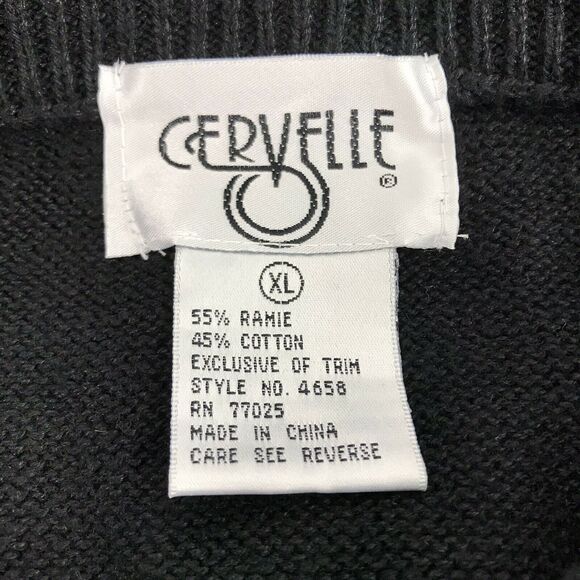 CERVELLE
®
XL
55% RAMIE
45% COTTON
EXCLUSIVE OF TRIM
STYLE NO. 4658
RN 77025
MADE IN CHINA
CARE SEE REVERSE